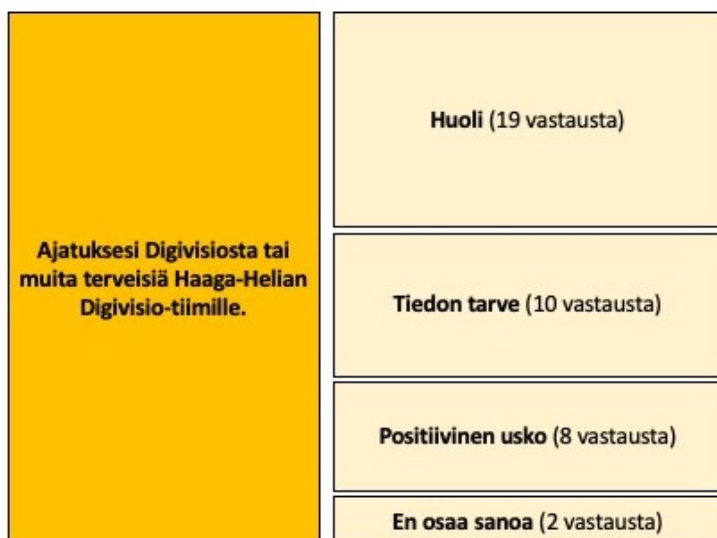 Ajatuksesi Digivisiosta tai
muita terveisiä Haaga-Helian
Digivisio-tiimille.
Huoli (19 vastausta)
Tiedon tarve (10 vastausta)
Positiivinen usko (8 vastausta)
En osaa sanoa (2 vastausta)